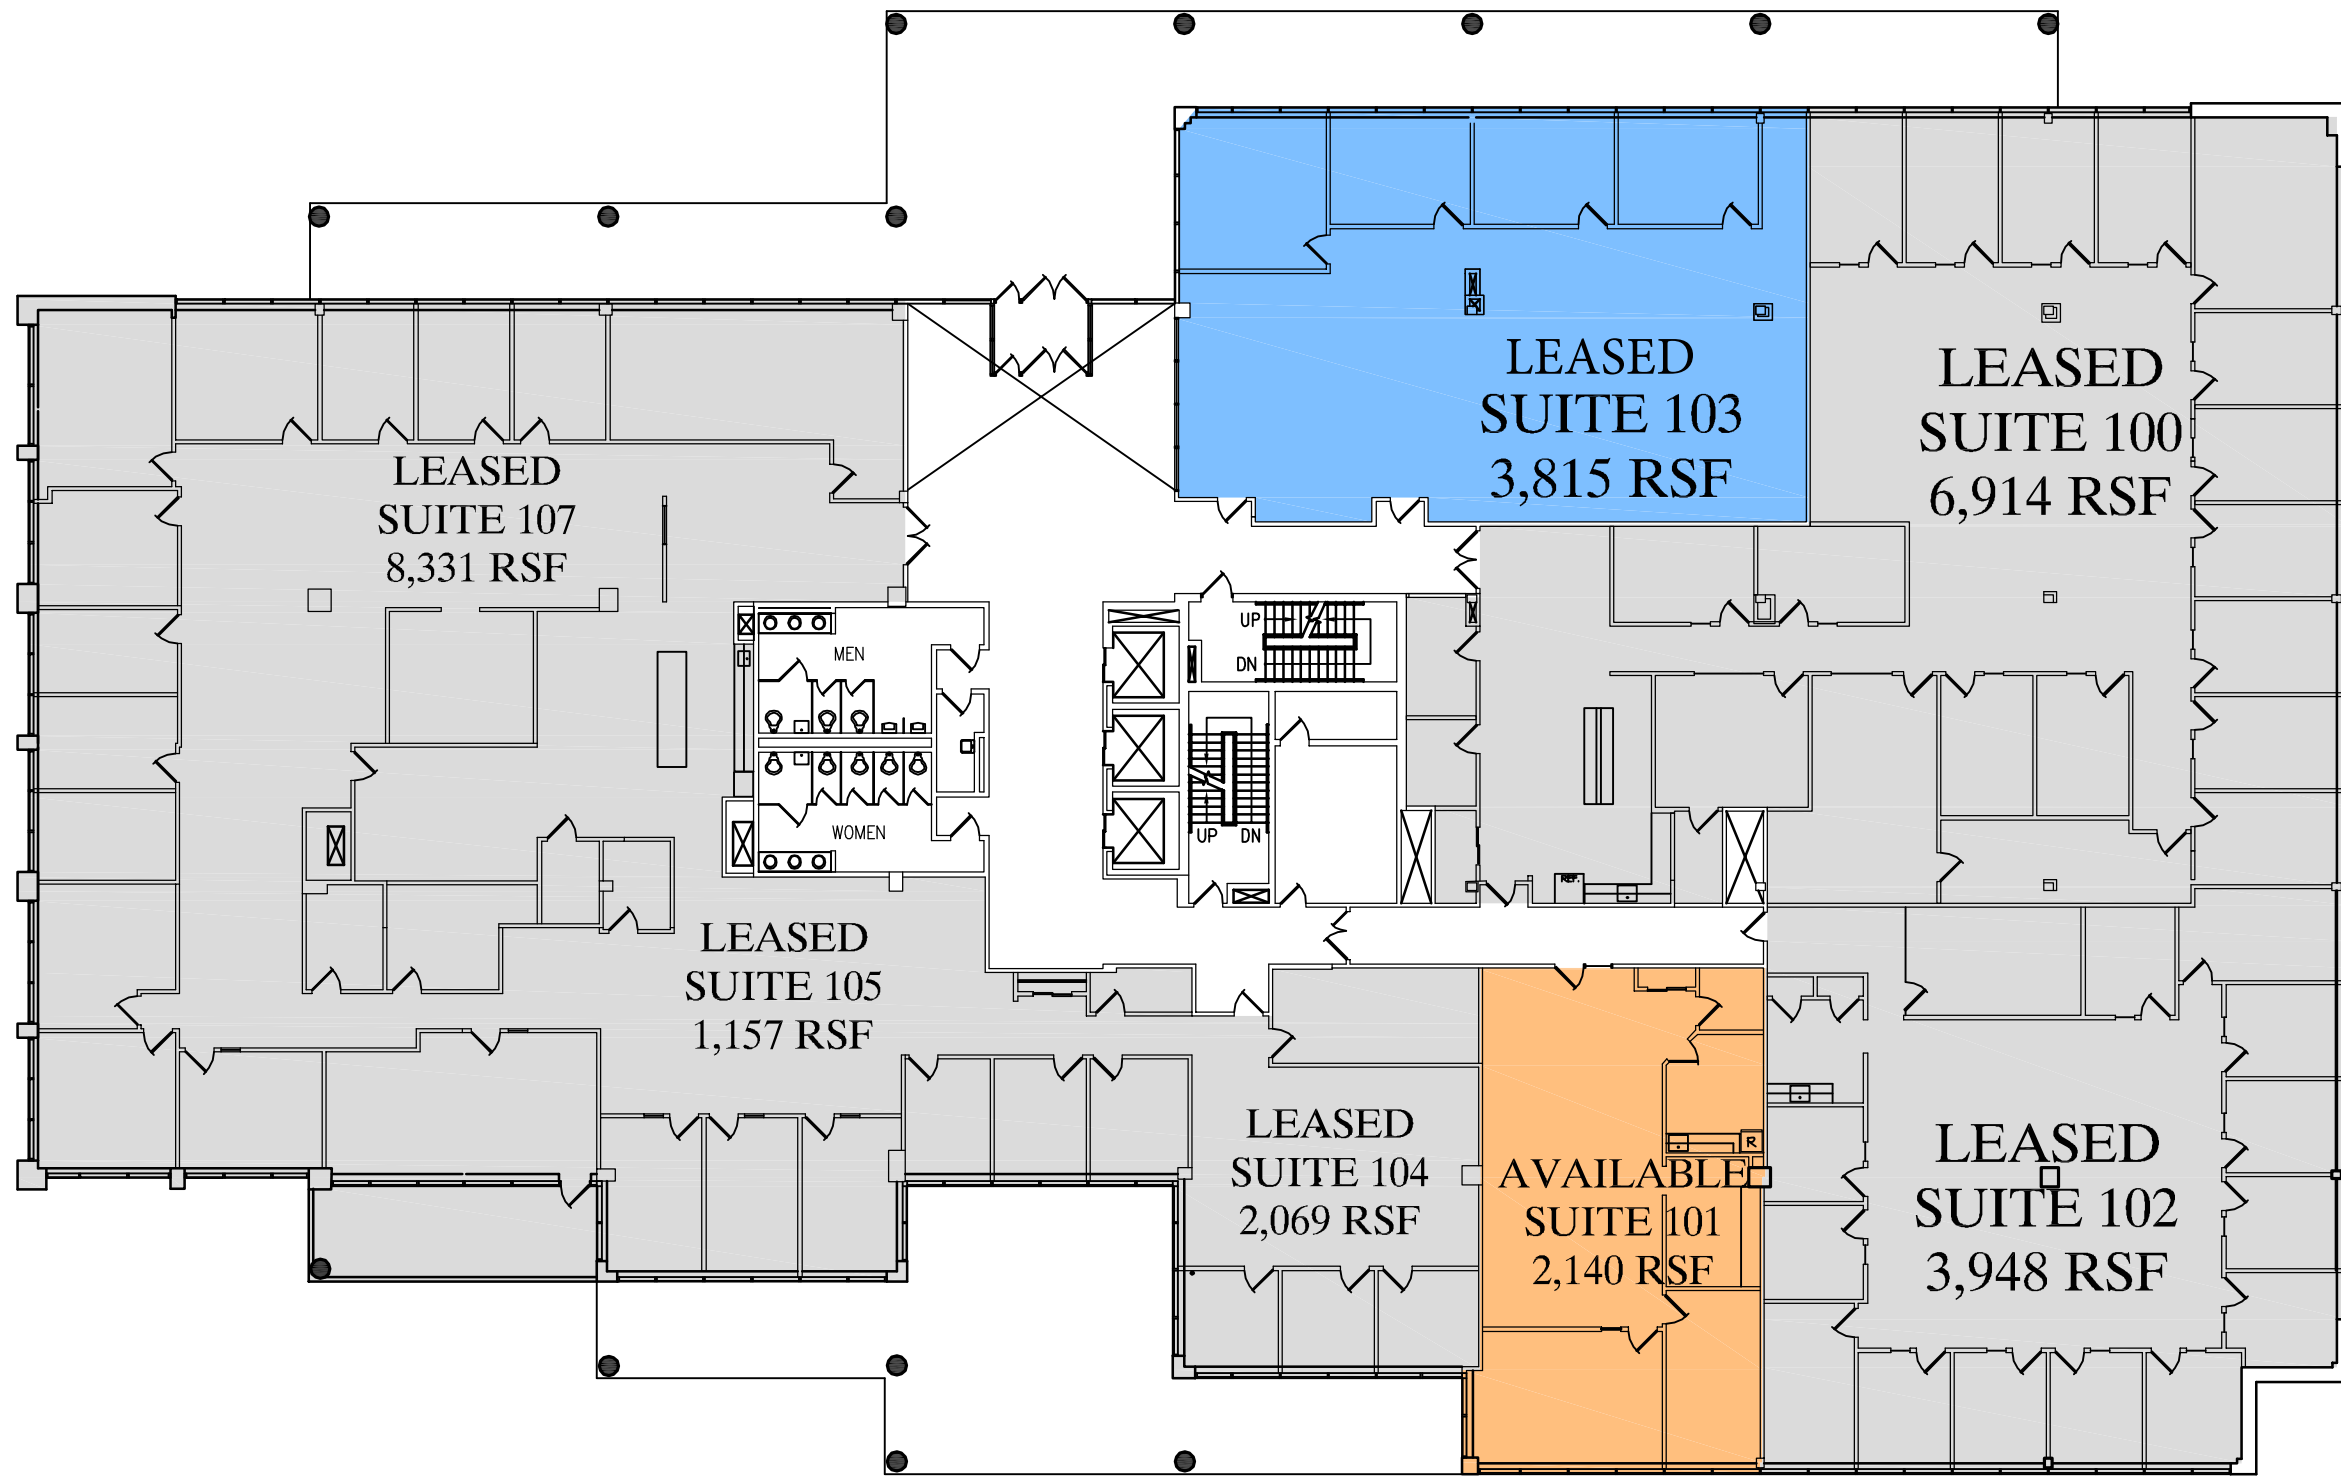 LEASED
SUITE 103
3,815 RSF
LEASED
SUITE 100
6,914 RSF
LEASED
SUITE 107
8,331 RSF
UP
DN
MEN
UP
DN
WOMEN
REF.
LEASED
SUITE 105
1,157 RSF
LEASED
SUITE 104
2,069 RSF
R
AVAILABLE
SUITE 101
2,140 RSF
LEASED
SUITE 102
3,948 RSF